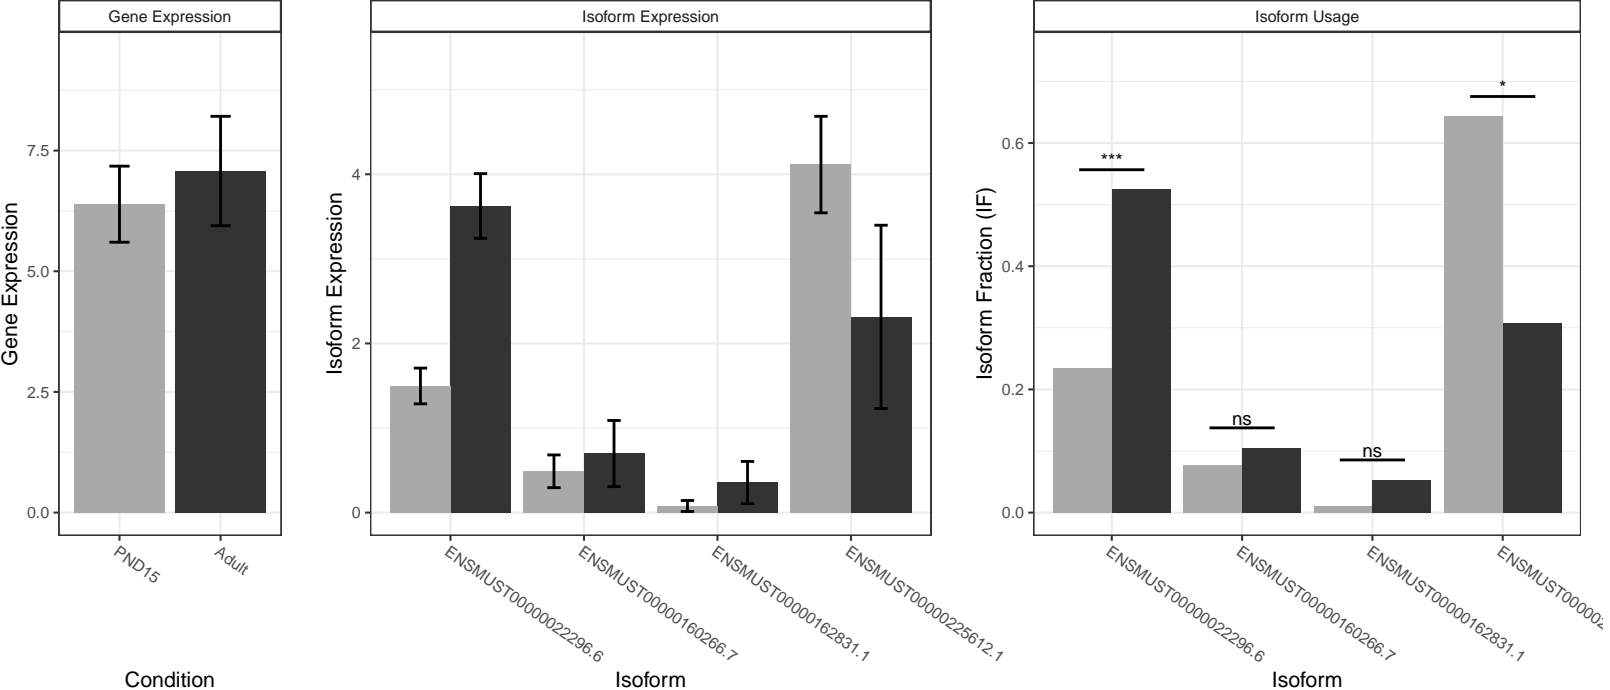 Gene Expression
Gene Expression
7.5
5.0
2.5
0.0
PND15
Adult
Condition
Isoform Expression
Isoform Expression
4
2
0
ENSMUST00000022296.6
ENSMUST00000160266.7
ENSMUST00000162831.1
ENSMUST00000225612.1
Isoform
Isoform Usage
Isoform Fraction (IF)
0.6
0.4
0.2
0.0
***
ns
ns
*
ENSMUST00000022296.6
ENSMUST00000160266.7
ENSMUST00000162831.1
ENSMUST000002
Isoform